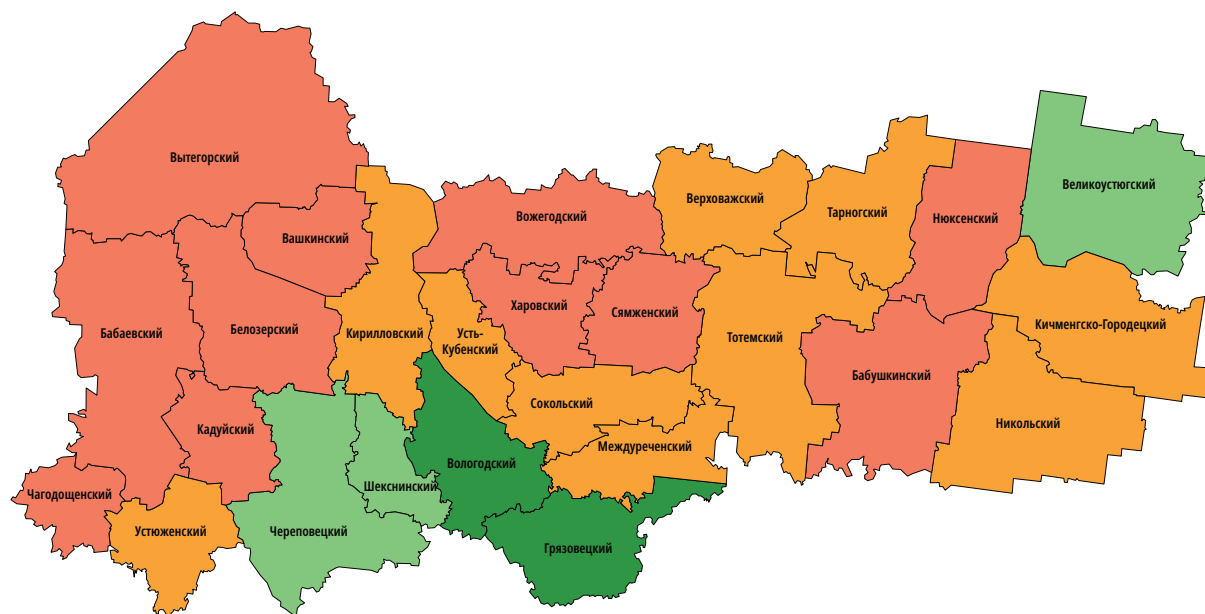 Вытегорский
Великоустюгский
Верховажский
Тарногский
Вожегодский
Нюксенский
Вашкинский
Харовский
Сямженский
Кичменгско-Городецкий
Бабаевский
Белозерский
Кирилловский
Усть-
Кубенский
Тотемский
Бабушкинский
Сокольский
Никольский
Кадуйский
Междуреченский
Вологодский
Шекснинский
Чагодощенский
Устюженский
Череповецкий
Грязовецкий